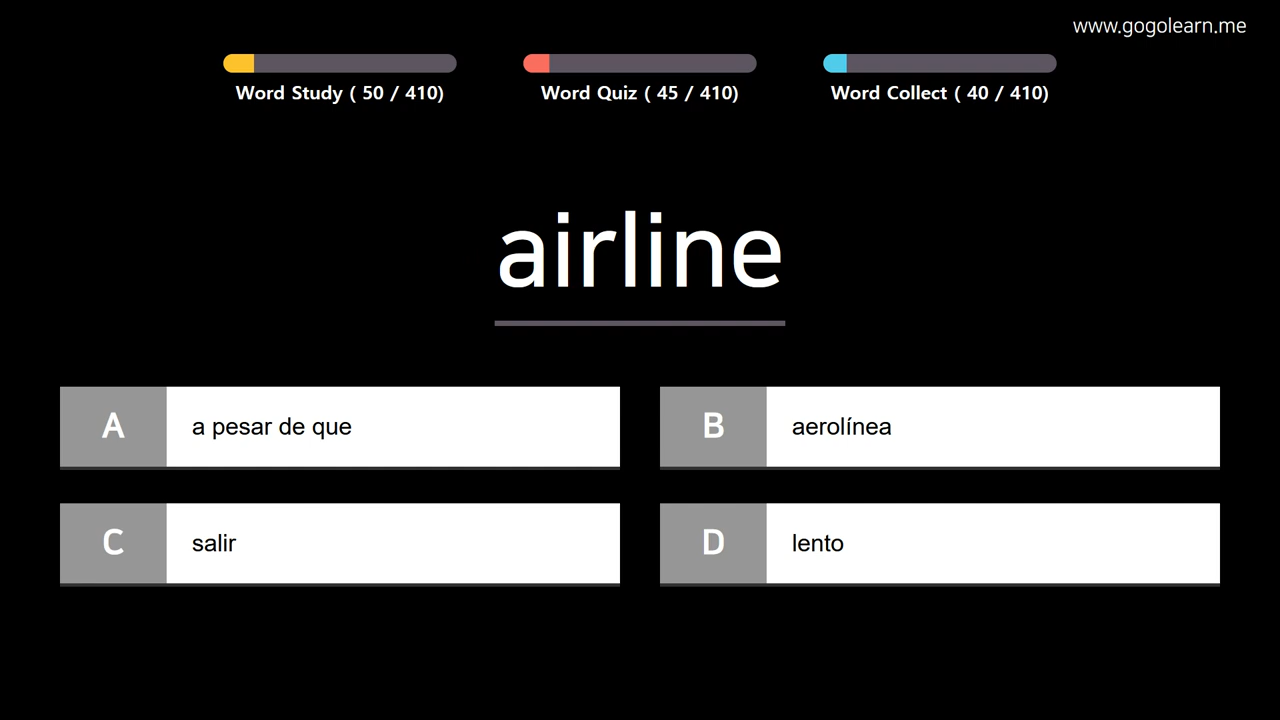 www.gogolearn.me
Word Study ( 50 / 410)
Word Quiz ( 45 / 410)
Word Collect ( 40 / 410)
airline
A
a pesar de que
B
aerolínea
C
salir
D
lento